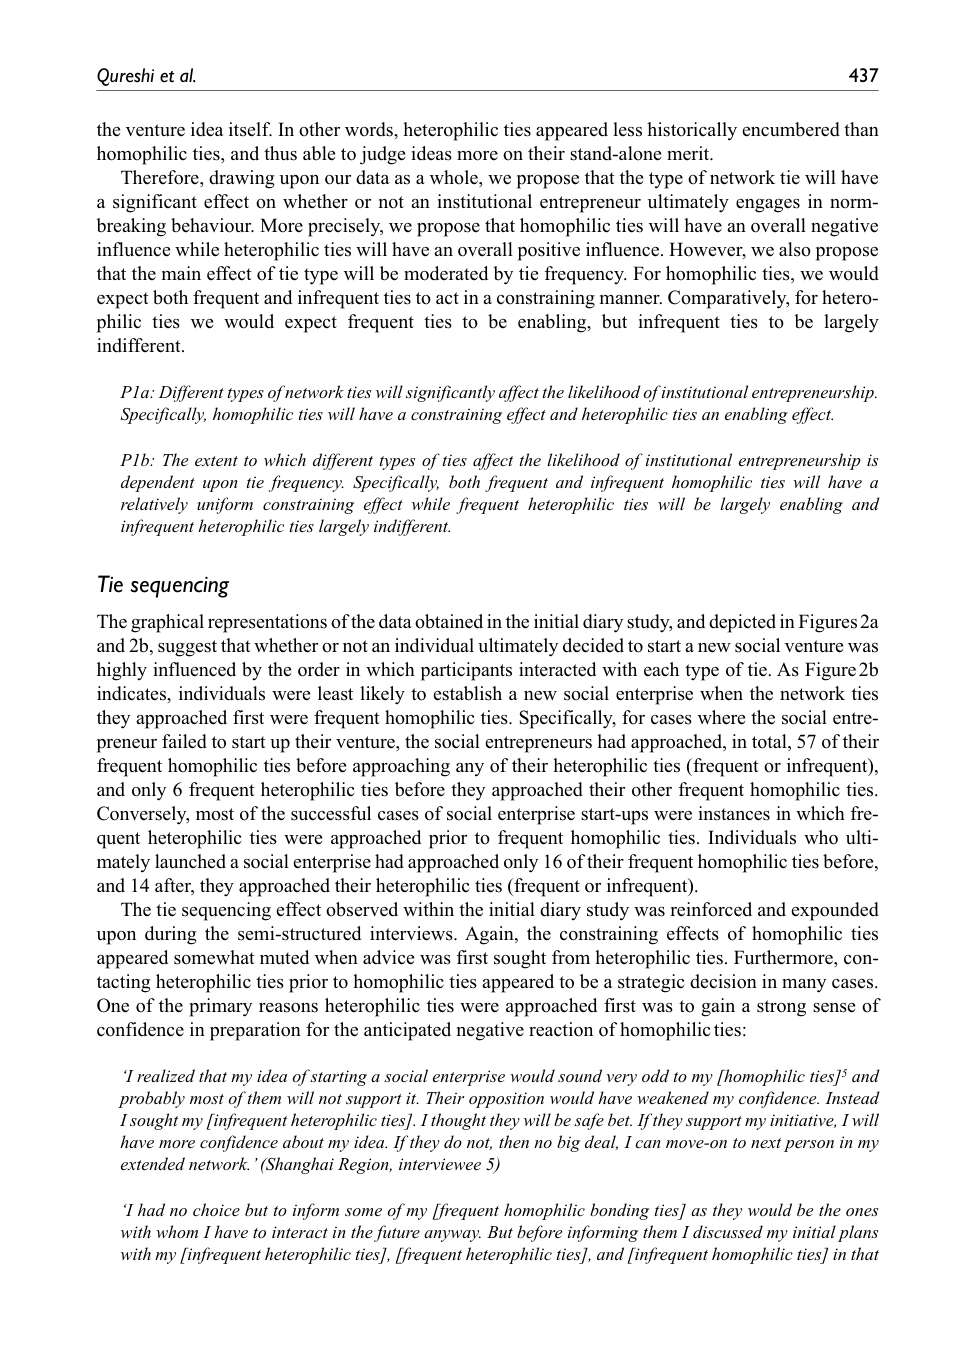 Qureshi et al. 437
the venture idea itself. In other words, heterophilic ties appeared less historically encumbered than
homophilic ties, and thus able to judge ideas more on their stand-alone merit.
Therefore, drawing upon our data as a whole, we propose that the type of network tie will have
a significant effect on whether or not an institutional entrepreneur ultimately engages in norm-
breaking behaviour. More precisely, we propose that homophilic ties will have an overall negative
influence while heterophilic ties will have an overall positive influence. However, we also propose
that the main effect of tie type will be moderated by tie frequency. For homophilic ties, we would
expect both frequent and infrequent ties to act in a constraining manner. Comparatively, for hetero-
philic ties we would expect frequent ties to be enabling, but infrequent ties to be largely
indifferent.
P1a: Different types of network ties will significantly affect the likelihood of institutional entrepreneurship.
Specifically, homophilic ties will have a constraining effect and heterophilic ties an enabling effect.
P1b: The extent to which different types of ties affect the likelihood of institutional entrepreneurship is
dependent upon tie frequency. Specifically, both frequent and infrequent homophilic ties will have a
relatively uniform constraining effect while frequent heterophilic ties will be largely enabling and
infrequent heterophilic ties largely indifferent.
Tie sequencing
The graphical representations of the data obtained in the initial diary study, and depicted in Figures 2a
and 2b, suggest that whether or not an individual ultimately decided to start a new social venture was
highly influenced by the order in which participants interacted with each type of tie. As Figure 2b
indicates, individuals were least likely to establish a new social enterprise when the network ties
they approached first were frequent homophilic ties. Specifically, for cases where the social entre-
preneur failed to start up their venture, the social entrepreneurs had approached, in total, 57 of their
frequent homophilic ties before approaching any of their heterophilic ties (frequent or infrequent),
and only 6 frequent heterophilic ties before they approached their other frequent homophilic ties.
Conversely, most of the successful cases of social enterprise start-ups were instances in which fre-
quent heterophilic ties were approached prior to frequent homophilic ties. Individuals who ulti-
mately launched a social enterprise had approached only 16 of their frequent homophilic ties before,
and 14 after, they approached their heterophilic ties (frequent or infrequent).
The tie sequencing effect observed within the initial diary study was reinforced and expounded
upon during the semi-structured interviews. Again, the constraining effects of homophilic ties
appeared somewhat muted when advice was first sought from heterophilic ties. Furthermore, con-
tacting heterophilic ties prior to homophilic ties appeared to be a strategic decision in many cases.
One of the primary reasons heterophilic ties were approached first was to gain a strong sense of
confidence in preparation for the anticipated negative reaction of homophilic ties:
‘I realized that my idea of starting a social enterprise would sound very odd to my [homophilic ties]⁵ and
probably most of them will not support it. Their opposition would have weakened my confidence. Instead
I sought my [infrequent heterophilic ties]. I thought they will be safe bet. If they support my initiative, I will
have more confidence about my idea. If they do not, then no big deal, I can move-on to next person in my
extended network.’ (Shanghai Region, interviewee 5)
‘I had no choice but to inform some of my [frequent homophilic bonding ties] as they would be the ones
with whom I have to interact in the future anyway. But before informing them I discussed my initial plans
with my [infrequent heterophilic ties], [frequent heterophilic ties], and [infrequent homophilic ties] in that